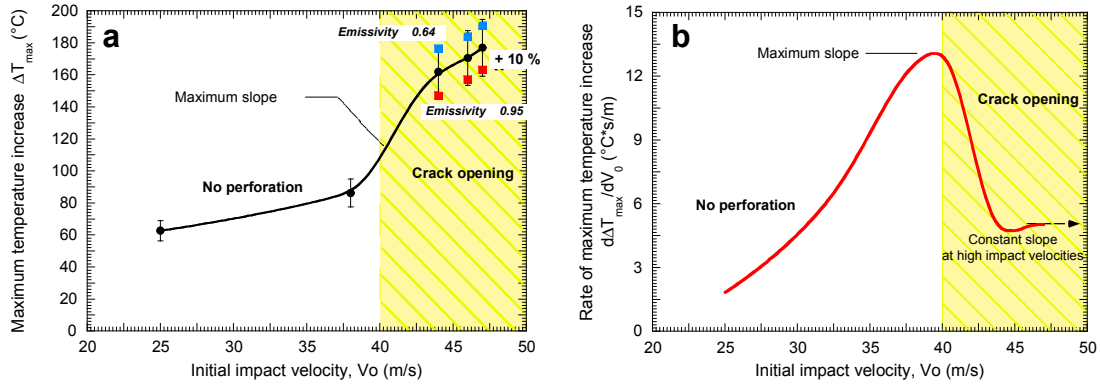 a
Maximum temperature increase ΔTmax (°C)
200
180
160
140
120
100
80
60
40
20
0
Emissivity 0.64
+ 10 %
Maximum slope
Emissivity 0.95
No perforation
Crack opening
20 25 30 35 40 45 50
Initial impact velocity, Vo (m/s)
b
Rate of maximum temperature increase
dΔTmax/dV0 (°C*s/m)
15
12
9
6
3
0
Maximum slope
Crack opening
No perforation
Constant slope
at high impact velocities
20 25 30 35 40 45 50
Initial impact velocity, Vo (m/s)